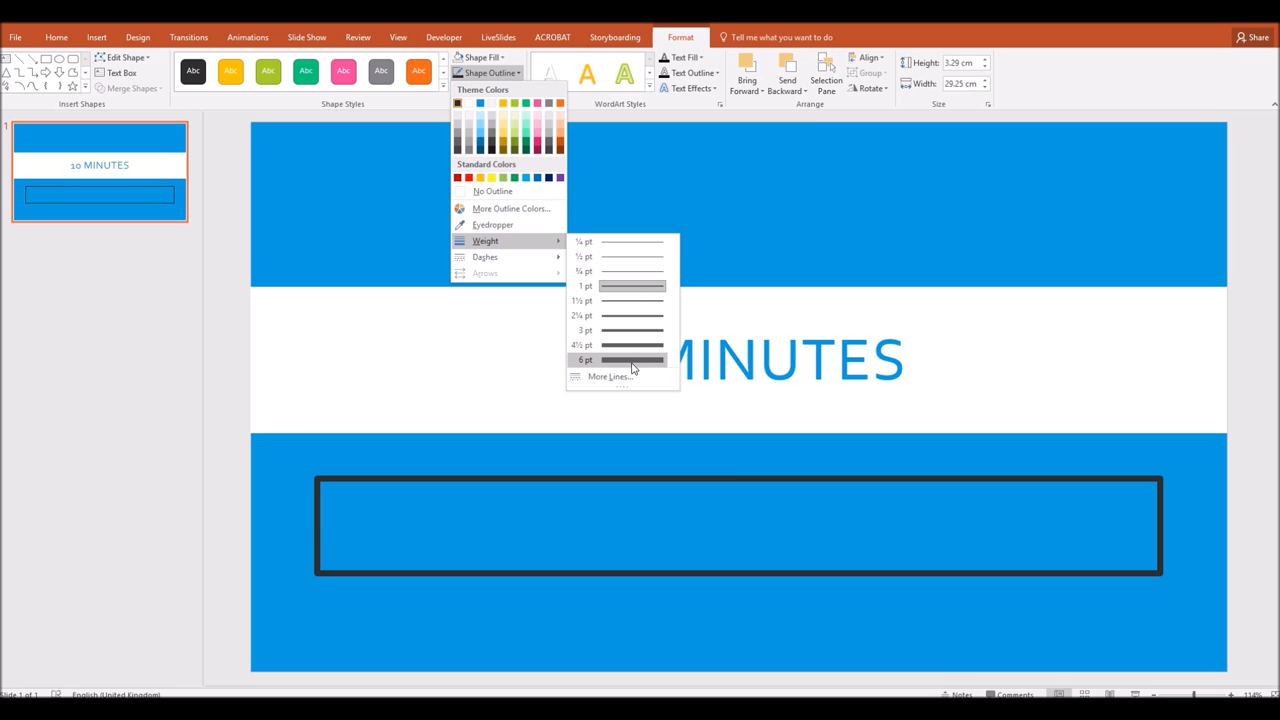 File Home Insert Design Transitions Animations Slide Show Review View Developer LiveSlides ACROBAT Storyboarding Format Tell me what you want to do Share
Edit Shape
Text Box
Merge Shapes
Insert Shapes
Abc Abc Abc Abc Abc Abc Abc
Shape Styles
Shape Fill
Shape Outline
A A A
WordArt Styles
Text Fill
Text Outline
Text Effects
Bring Forward
Send Backward
Selection Pane
Align
Group
Rotate
Arrange
Height: 3.29 cm
Width: 29.25 cm
Size
Theme Colors
Standard Colors
No Outline
More Outline Colors...
Eyedropper
Weight
Dashes
Arrows
¼ pt
½ pt
¾ pt
1 pt
1½ pt
2¼ pt
3 pt
4½ pt
6 pt
More Lines...
1
10 MINUTES
MINUTES
Slide 1 of 1 English (United Kingdom) Notes Comments 114%